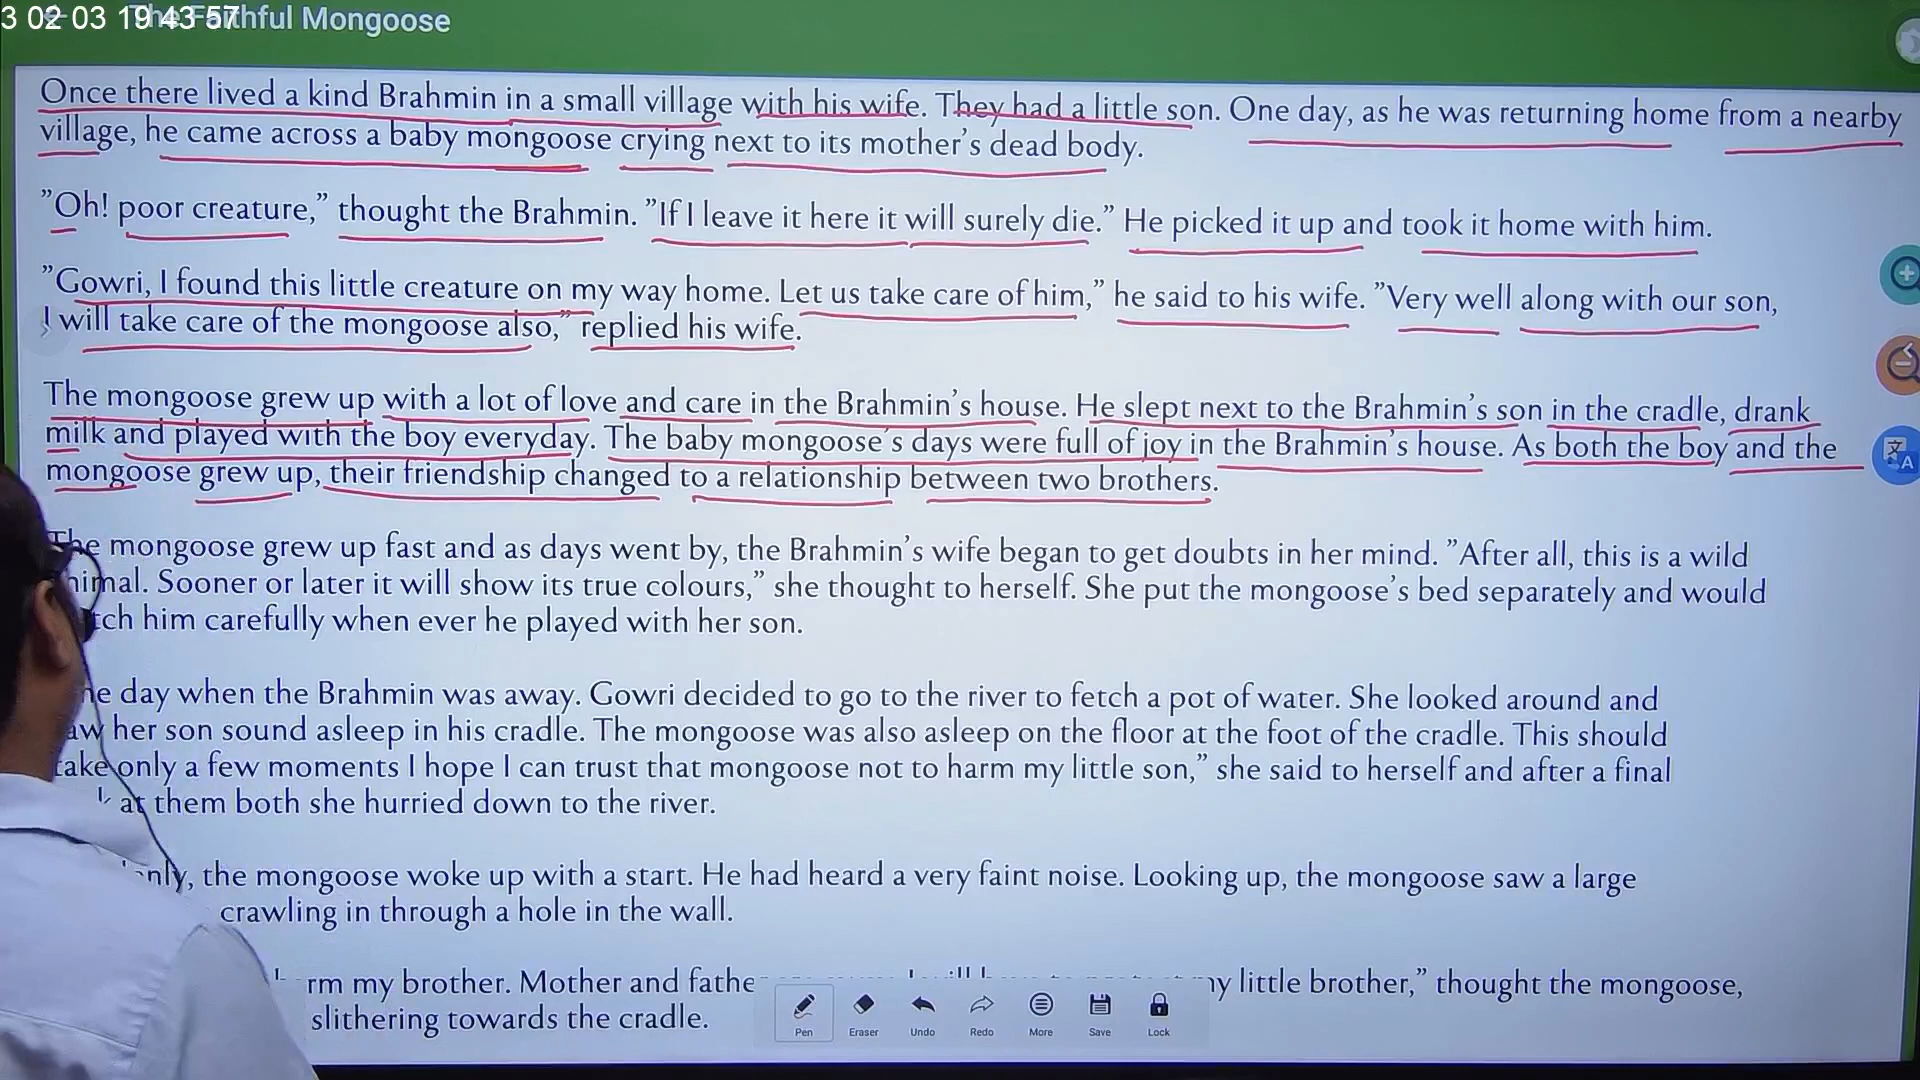 3 02 03 19 43 57
The Faithful Mongoose
Once there lived a kind Brahmin in a small village with his wife. They had a little son. One day, as he was returning home from a nearby
village, he came across a baby mongoose crying next to its mother's dead body.
"Oh! poor creature," thought the Brahmin. "If I leave it here it will surely die." He picked it up and took it home with him.
"Gowri, I found this little creature on my way home. Let us take care of him," he said to his wife. "Very well along with our son,
I will take care of the mongoose also," replied his wife.
The mongoose grew up with a lot of love and care in the Brahmin's house. He slept next to the Brahmin's son in the cradle, drank
milk and played with the boy everyday. The baby mongoose's days were full of joy in the Brahmin's house. As both the boy and the
mongoose grew up, their friendship changed to a relationship between two brothers.
The mongoose grew up fast and as days went by, the Brahmin's wife began to get doubts in her mind. "After all, this is a wild
nimal. Sooner or later it will show its true colours," she thought to herself. She put the mongoose's bed separately and would
tch him carefully when ever he played with her son.
ne day when the Brahmin was away. Gowri decided to go to the river to fetch a pot of water. She looked around and
aw her son sound asleep in his cradle. The mongoose was also asleep on the floor at the foot of the cradle. This should
take only a few moments I hope I can trust that mongoose not to harm my little son," she said to herself and after a final
k at them both she hurried down to the river.
enly, the mongoose woke up with a start. He had heard a very faint noise. Looking up, the mongoose saw a large
crawling in through a hole in the wall.
rm my brother. Mother and fathe my little brother," thought the mongoose,
slithering towards the cradle.
Pen Eraser Undo Redo More Save Lock